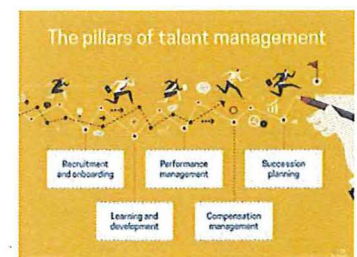 The pillars of talent management
Recruitment
and onboarding
Performance
management
Succession
planning
Learning and
development
Compensation
management